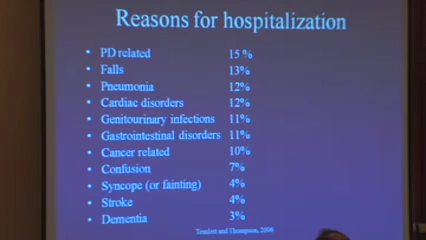 Reasons for hospitalization
• PD related 15 %
• Falls 13%
• Pneumonia 12%
• Cardiac disorders 12%
• Genitourinary infections 11%
• Gastrointestinal disorders 11%
• Cancer related 10%
• Confusion 7%
• Syncope (or fainting) 4%
• Stroke 4%
• Dementia 3%
and Thompson, 2006